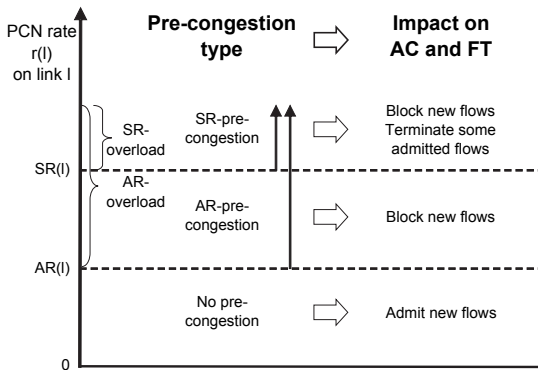 PCN rate
r(l)
on link l
Pre-congestion
type
Impact on
AC and FT
SR-
overload
SR-pre-
congestion
Block new flows
Terminate some
admitted flows
SR(l)
AR-
overload
AR-pre-
congestion
Block new flows
AR(l)
No pre-
congestion
Admit new flows
0